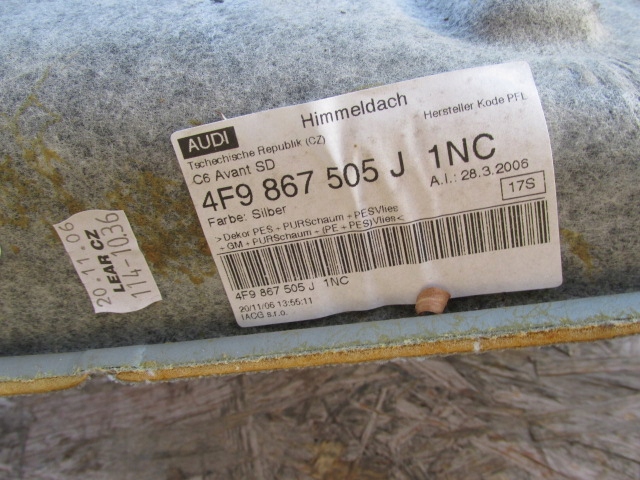 AUDI
Himmeldach
Hersteller Kode PFL
Tschechische Republik (CZ)
C6 Avant SD
4F9 867 505 J 1NC
A.I.: 28.3.2006
Farbe: Silber
17S
>Dekor PES + PURSchaum + PESVlies
+ GM + PURSchaum + (PE + PES)Vlies<
4F9 867 505 J 1NC
20/11/06 13:55:11
IACG s.r.o.
20.11.06
LEAR CZ
114-1036